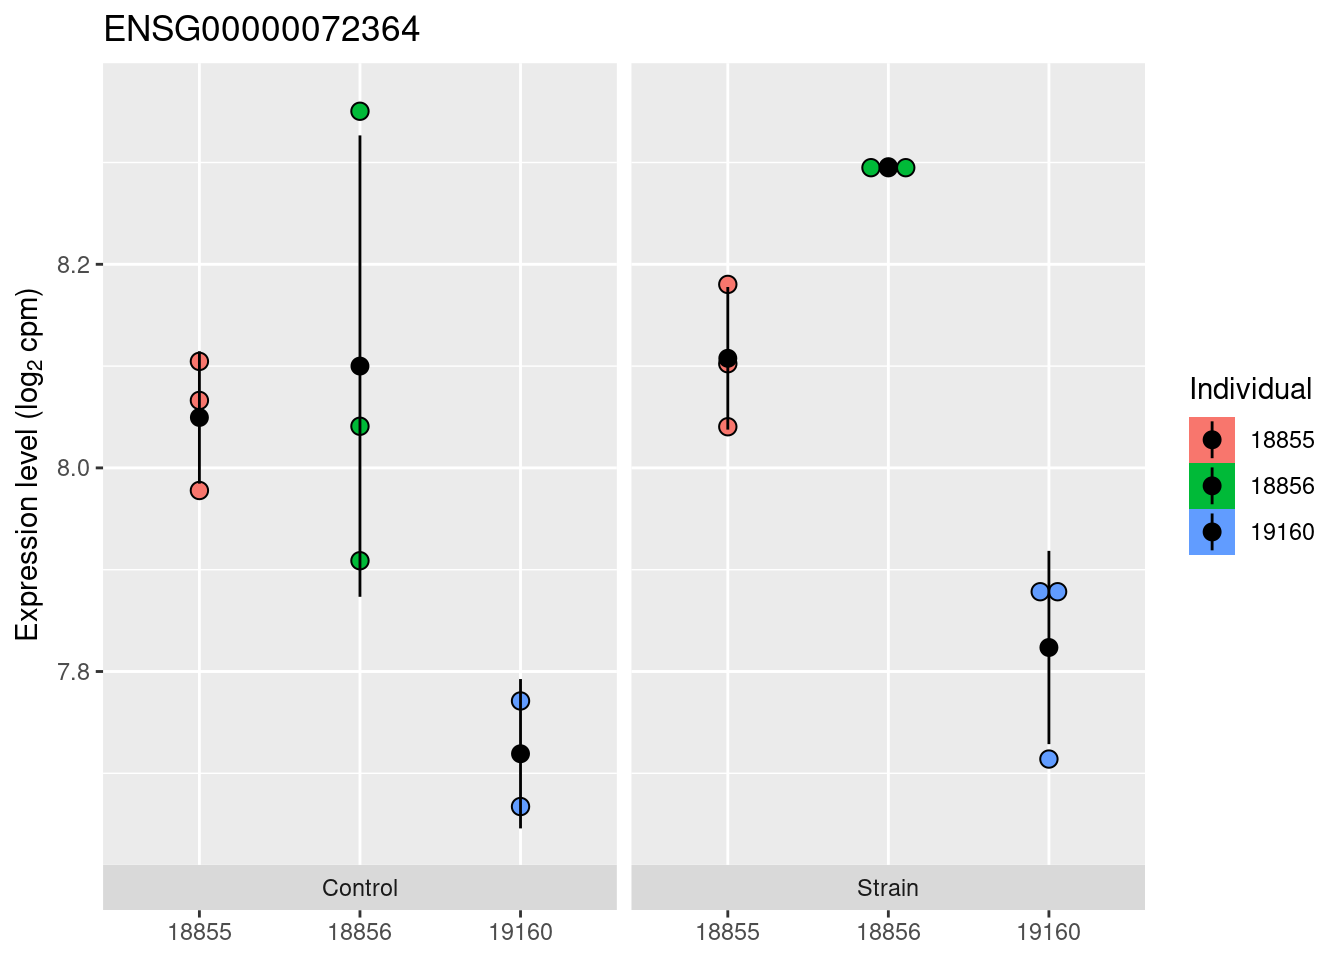 ENSG00000072364
Expression level (log₂ cpm)
8.2
8.0
7.8
Control
Strain
18855
18856
19160
18855
18856
19160
Individual
18855
18856
19160